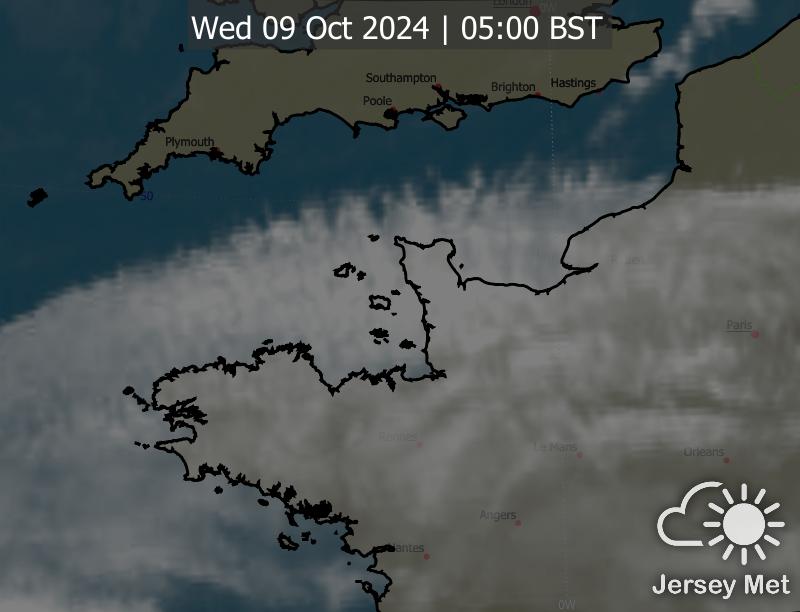 London
0W
Wed 09 Oct 2024 | 05:00 BST
Southampton
Brighton
Hastings
Poole
Plymouth
50
Paris
Rennes
Le Mans
Orleans
Angers
Nantes
Jersey Met
0W